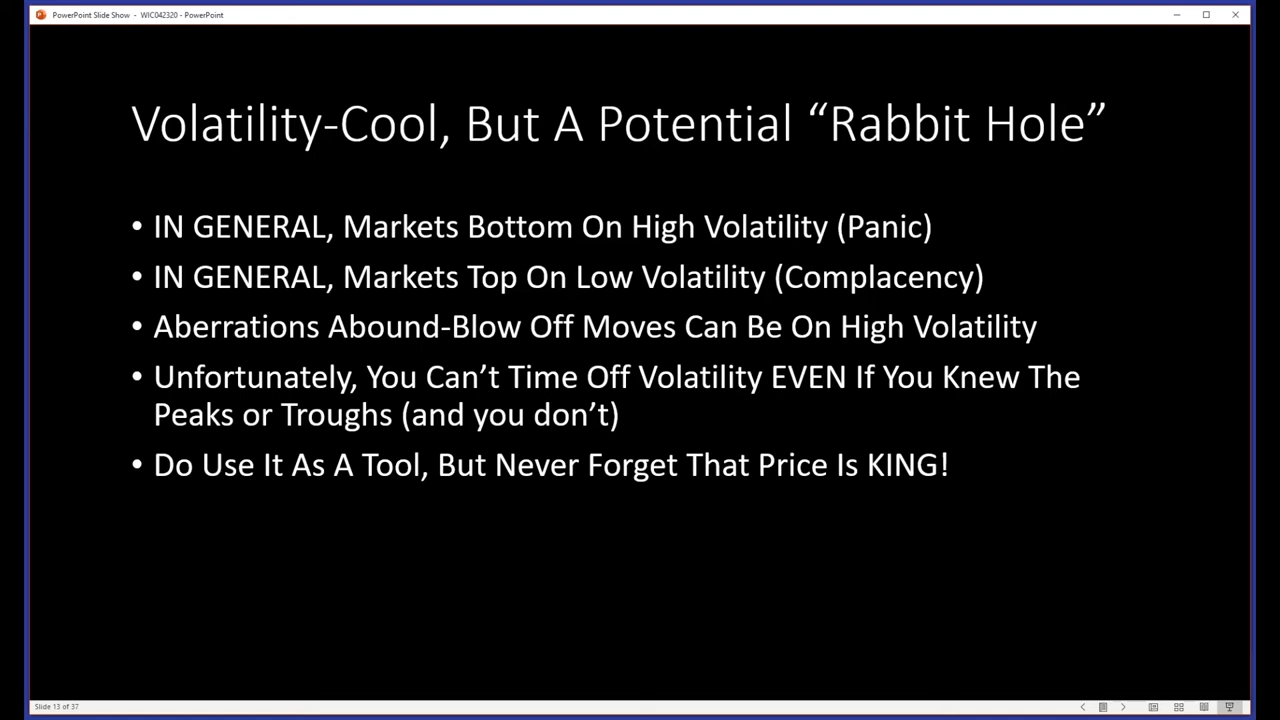 PowerPoint Slide Show - WIC042320 - PowerPoint
Volatility-Cool, But A Potential “Rabbit Hole”
• IN GENERAL, Markets Bottom On High Volatility (Panic)
• IN GENERAL, Markets Top On Low Volatility (Complacency)
• Aberrations Abound-Blow Off Moves Can Be On High Volatility
• Unfortunately, You Can’t Time Off Volatility EVEN If You Knew The
Peaks or Troughs (and you don’t)
• Do Use It As A Tool, But Never Forget That Price Is KING!
Slide 13 of 37